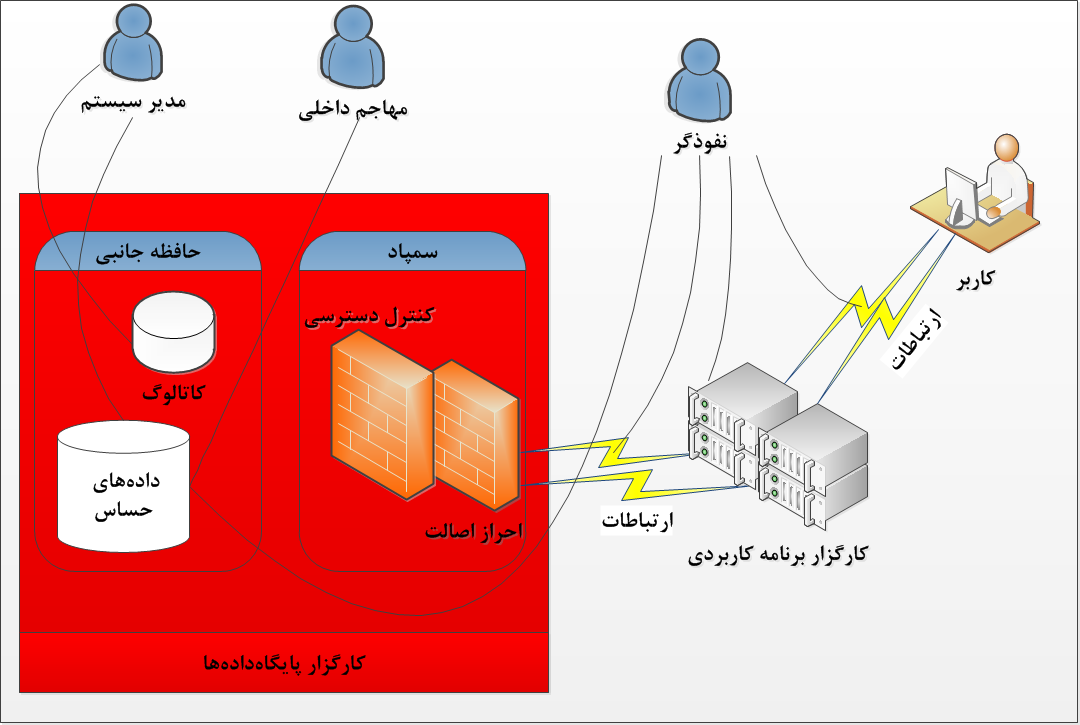 مدیر سیستم
مهاجم داخلی
نفوذگر
کاربر
ارتباطات
حافظه جانبی
سمپاد
کنترل دسترسی
کاتالوگ
داده‌های
حساس
احراز اصالت
ارتباطات
کارگزار برنامه کاربردی
کارگزار پایگاه‌داده‌ها